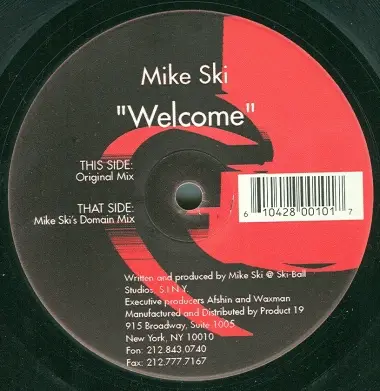 Mike Ski
"Welcome"
THIS SIDE:
Original Mix
THAT SIDE:
Mike Ski's Domain Mix
6 10428 00101 7
Written and produced by Mike Ski @ Ski-Ball
Studios, S.I N.Y.
Executive producers Afshin and Waxman
Manufactured and Distributed by Product 19
915 Broadway, Suite 1005
New York, NY 10010
Fon: 212.843.0740
Fax: 212.777.7167